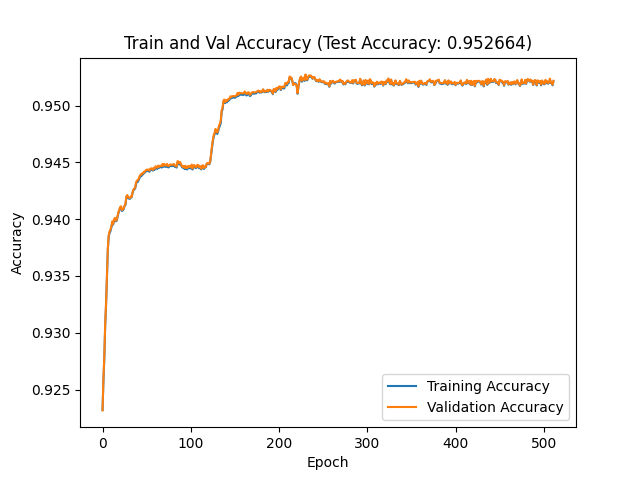 Train and Val Accuracy (Test Accuracy: 0.952664)
0.950
0.945
0.940
0.935
0.930
0.925
Accuracy
Training Accuracy
Validation Accuracy
0 100 200 300 400 500
Epoch